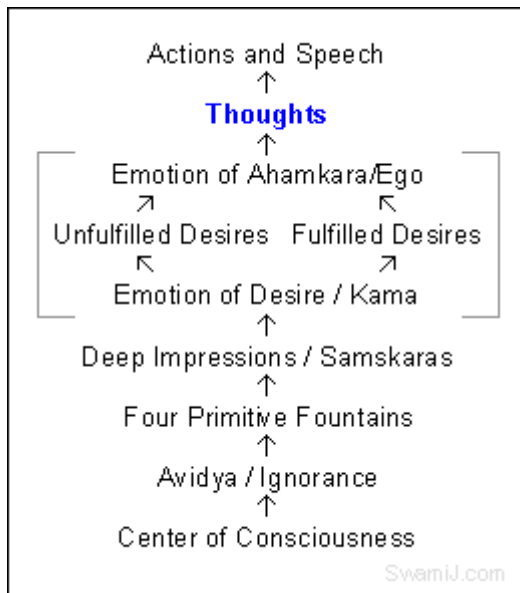 Actions and Speech
↑
Thoughts
↑
Emotion of Ahamkara/Ego
↗ ↖
Unfulfilled Desires Fulfilled Desires
↖ ↗
Emotion of Desire / Kama
↑
Deep Impressions / Samskaras
↑
Four Primitive Fountains
↑
Avidya / Ignorance
↑
Center of Consciousness
SwamiJ.com